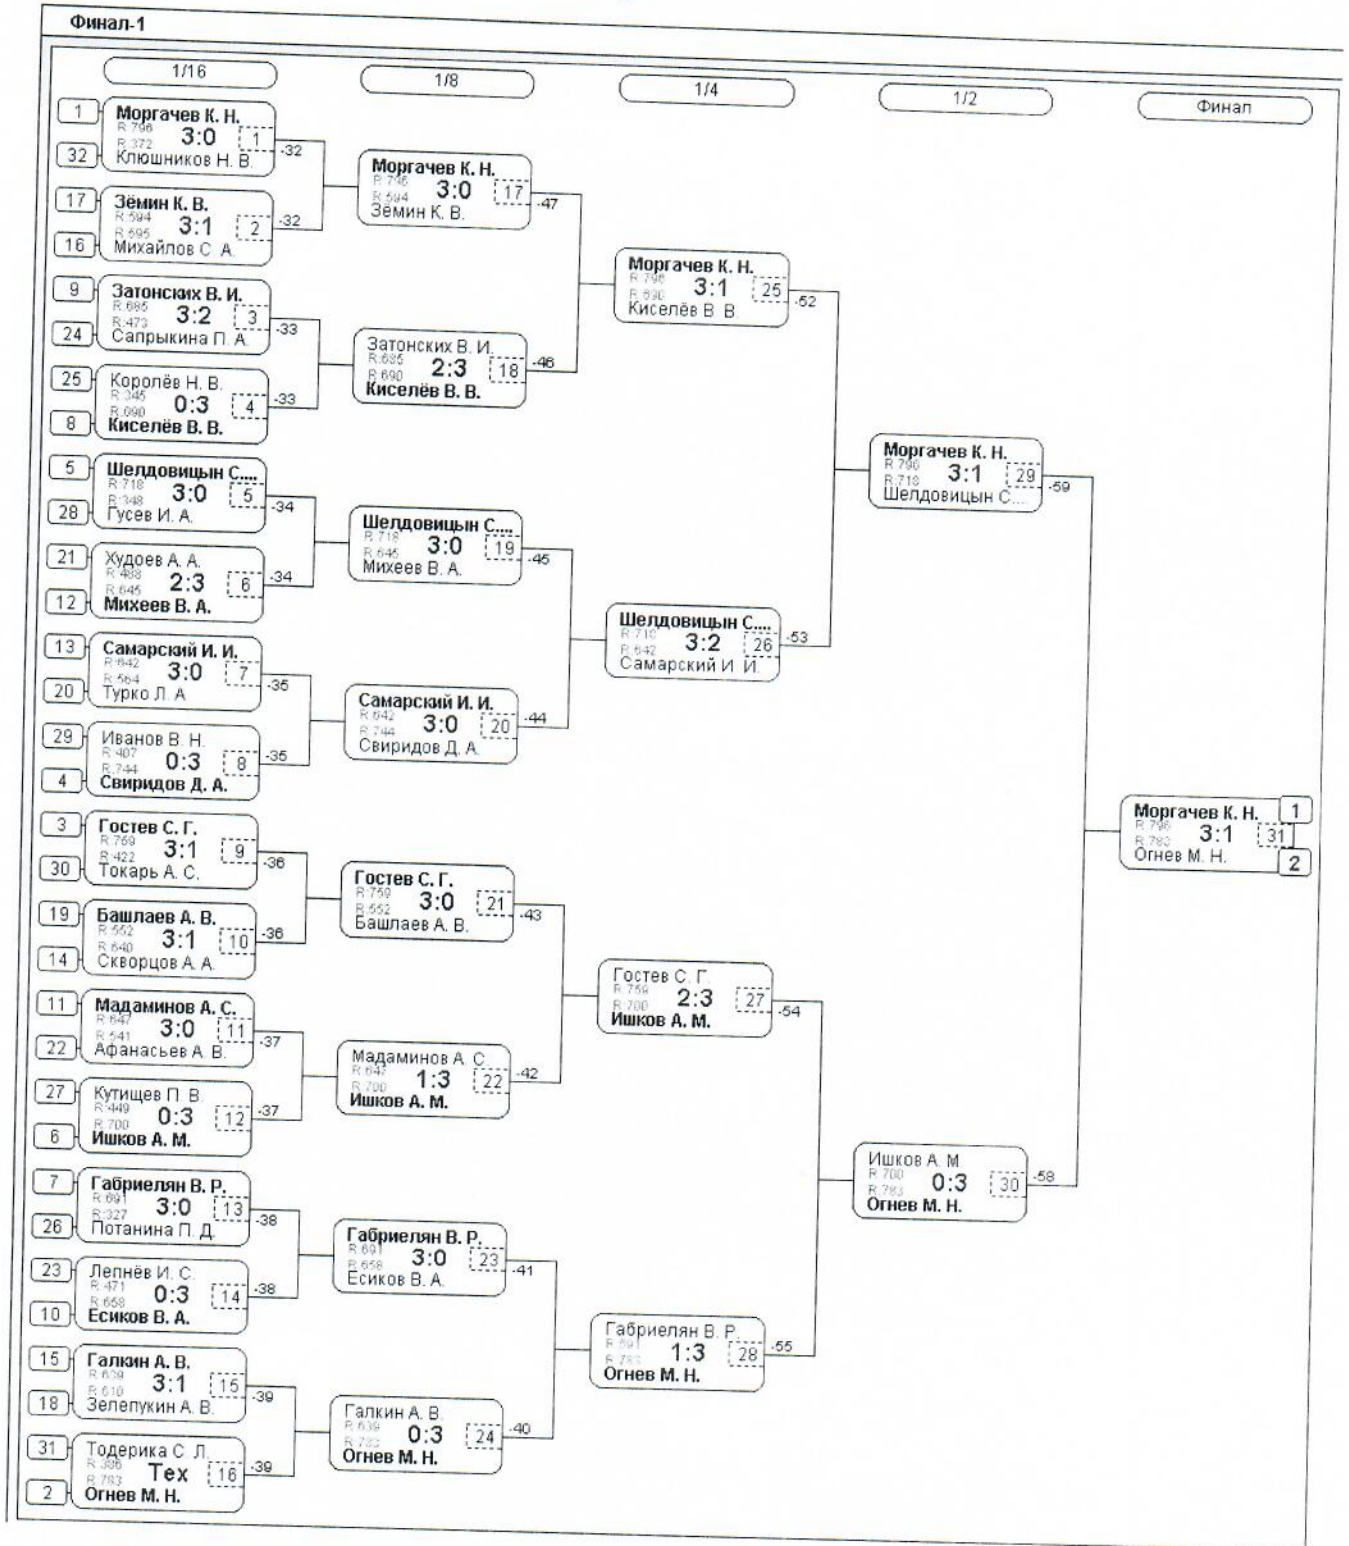 Финал-1
1/16
1/8
1/4
1/2
Финал
1
Моргачев К. Н.
R:796
3:0
1
-32
R:372
32
Клюшников Н. В.
17
Зёмин К. В.
R:594
3:1
2
-32
R:695
16
Михайлов С. А.
9
Затонских В. И.
R:685
3:2
3
-33
R:473
24
Сапрыкина П. А.
25
Королёв Н. В.
R:345
0:3
4
-33
R:690
8
Киселёв В. В.
5
Шелдовицын С....
R:718
3:0
5
-34
R:348
28
Гусев И. А.
21
Худоев А. А.
R:488
2:3
6
-34
R:645
12
Михеев В. А.
13
Самарский И. И.
R:642
3:0
7
-35
R:564
20
Турко Л. А.
29
Иванов В. Н.
R:407
0:3
8
-35
R:744
4
Свиридов Д. А.
3
Гостев С. Г.
R:759
3:1
9
-36
R:422
30
Токарь А. С.
19
Башлаев А. В.
R:552
3:1
10
-36
R:640
14
Скворцов А. А.
11
Мадаминов А. С.
R:647
3:0
11
-37
R:541
22
Афанасьев А. В.
27
Кутищев П. В.
R:449
0:3
12
-37
R:700
6
Ишков А. М.
7
Габриелян В. Р.
R:691
3:0
13
-38
R:327
26
Потанина П. Д.
23
Лепнёв И. С.
R:471
0:3
14
-38
R:658
10
Есиков В. А.
15
Галкин А. В.
R:639
3:1
15
-39
R:610
18
Зелепукин А. В.
31
Тодерика С. Л.
R:386
Тех
16
-39
R:783
2
Огнев М. Н.
Моргачев К. Н.
R:796
3:0
17
-47
R:594
Зёмин К. В.
Затонских В. И.
R:685
2:3
18
-46
R:690
Киселёв В. В.
Шелдовицын С....
R:718
3:0
19
-45
R:645
Михеев В. А.
Самарский И. И.
R:642
3:0
20
-44
R:744
Свиридов Д. А.
Гостев С. Г.
R:759
3:0
21
-43
R:552
Башлаев А. В.
Мадаминов А. С.
R:647
1:3
22
-42
R:700
Ишков А. М.
Габриелян В. Р.
R:691
3:0
23
-41
R:658
Есиков В. А.
Галкин А. В.
R:639
0:3
24
-40
R:783
Огнев М. Н.
Моргачев К. Н.
R:796
3:1
25
-52
R:690
Киселёв В. В.
Шелдовицын С....
R:718
3:2
26
-53
R:642
Самарский И. И.
Гостев С. Г.
R:759
2:3
27
-54
R:700
Ишков А. М.
Габриелян В. Р.
R:691
1:3
28
-55
R:783
Огнев М. Н.
Моргачев К. Н.
R:796
3:1
29
-59
R:718
Шелдовицын С....
Ишков А. М.
R:700
0:3
30
-58
R:783
Огнев М. Н.
Моргачев К. Н.
1
R:796
3:1
31
R:783
Огнев М. Н.
2